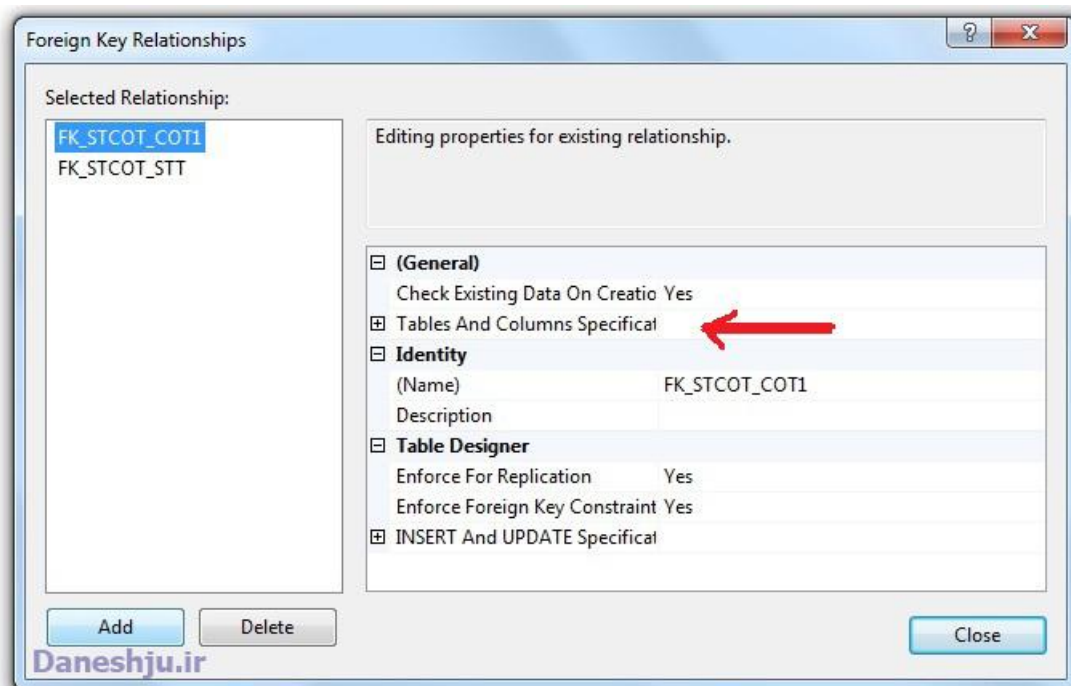 Foreign Key Relationships
Selected Relationship:
FK_STCOT_COT1
FK_STCOT_STT
Editing properties for existing relationship.
(General)
Check Existing Data On Creatio Yes
Tables And Columns Specificat
Identity
(Name) FK_STCOT_COT1
Description
Table Designer
Enforce For Replication Yes
Enforce Foreign Key Constraint Yes
INSERT And UPDATE Specificat
Add Delete
Close
Daneshju.ir